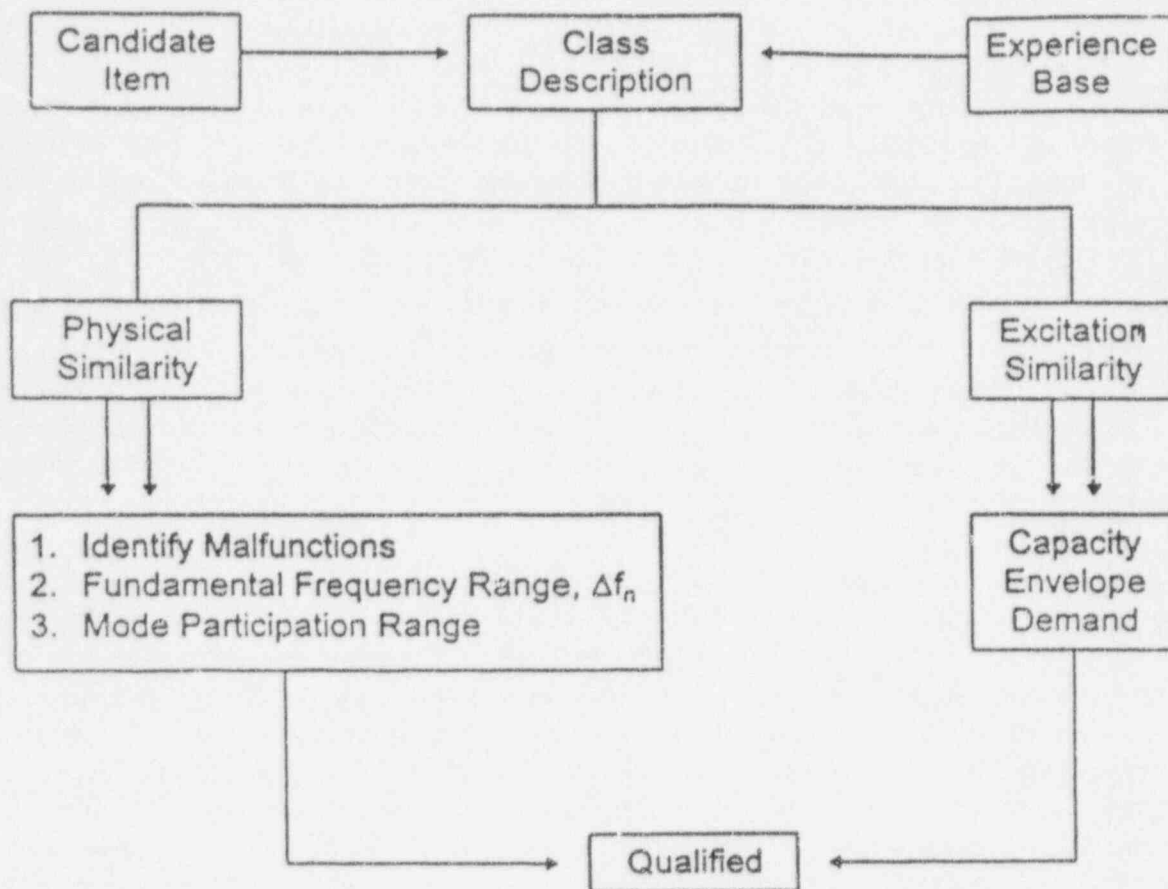 Candidate
Item
Class
Description
Experience
Base
Physical
Similarity
Excitation
Similarity
1. Identify Malfunctions
2. Fundamental Frequency Range, Δfₙ
3. Mode Participation Range
Capacity
Envelope
Demand
Qualified